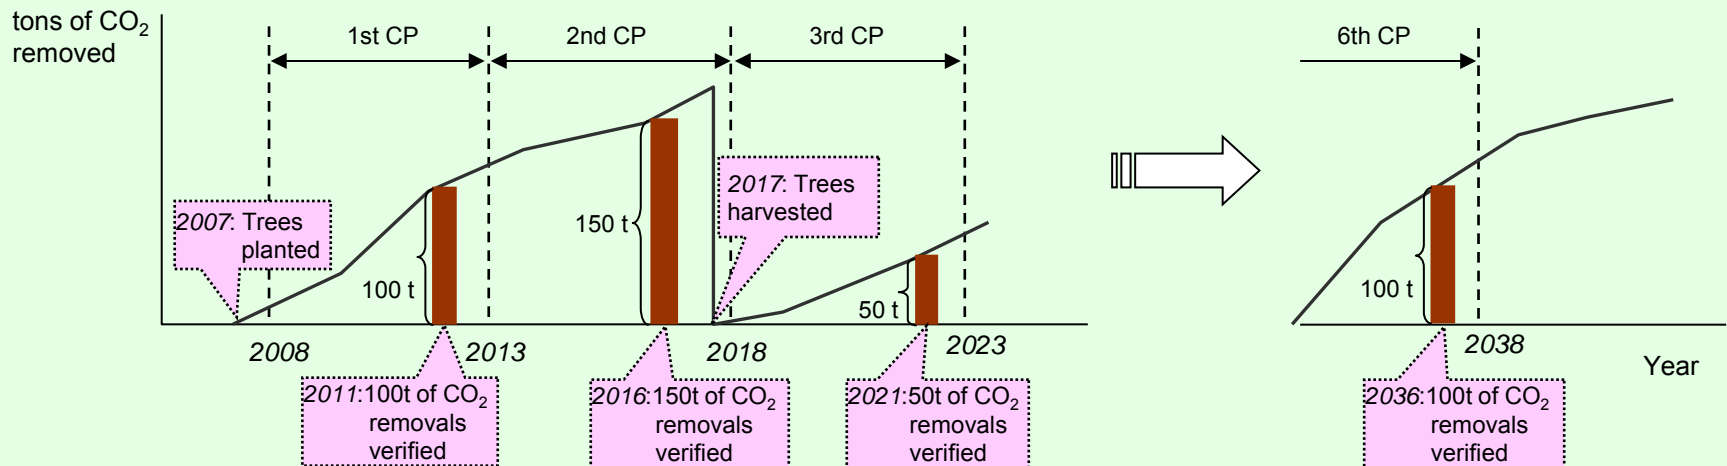 tons of CO₂
removed
1st CP
2nd CP
3rd CP
6th CP
2007: Trees
planted
100 t
150 t
2017: Trees
harvested
50 t
100 t
2008
2013
2018
2023
2038
Year
2011:100t of CO₂
removals
verified
2016:150t of CO₂
removals
verified
2021:50t of CO₂
removals
verified
2036:100t of CO₂
removals
verified